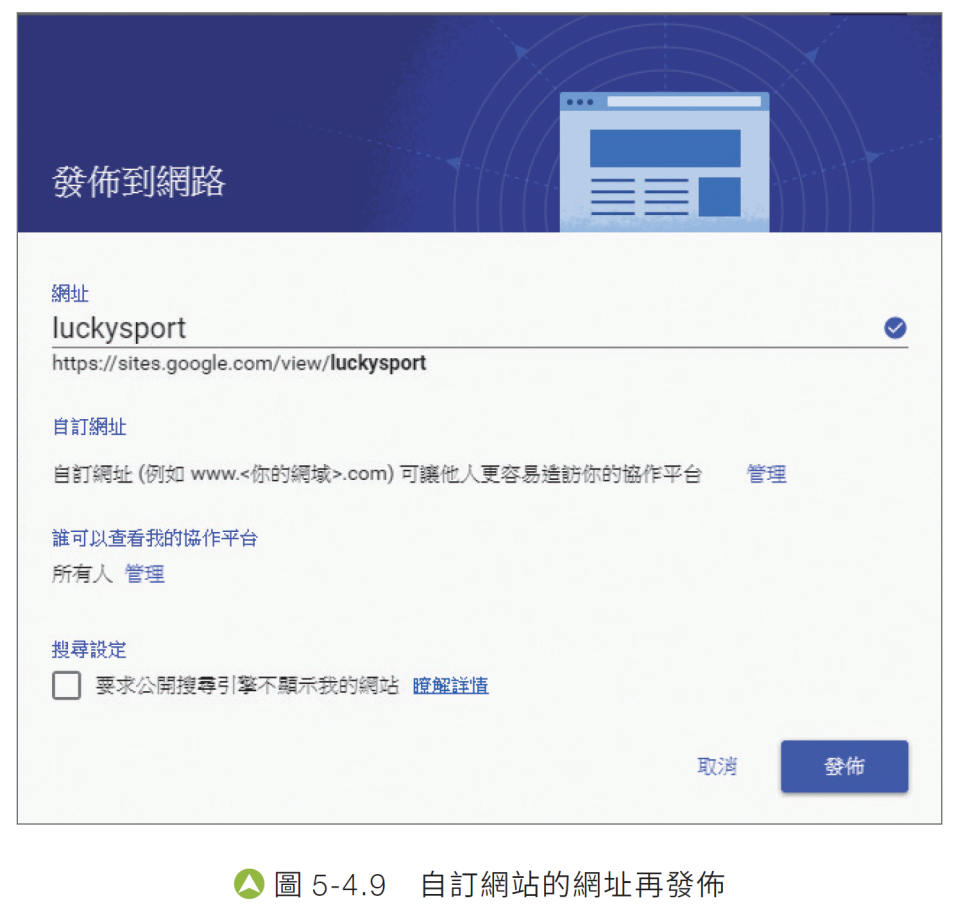 發佈到網路
網址
luckysport
https://sites.google.com/view/luckysport
自訂網址
自訂網址 (例如 www.<你的網域>.com) 可讓他人更容易造訪你的協作平台 管理
誰可以查看我的協作平台
所有人 管理
搜尋設定
要求公開搜尋引擎不顯示我的網站 瞭解詳情
取消 發佈
圖 5-4.9 自訂網站的網址再發佈